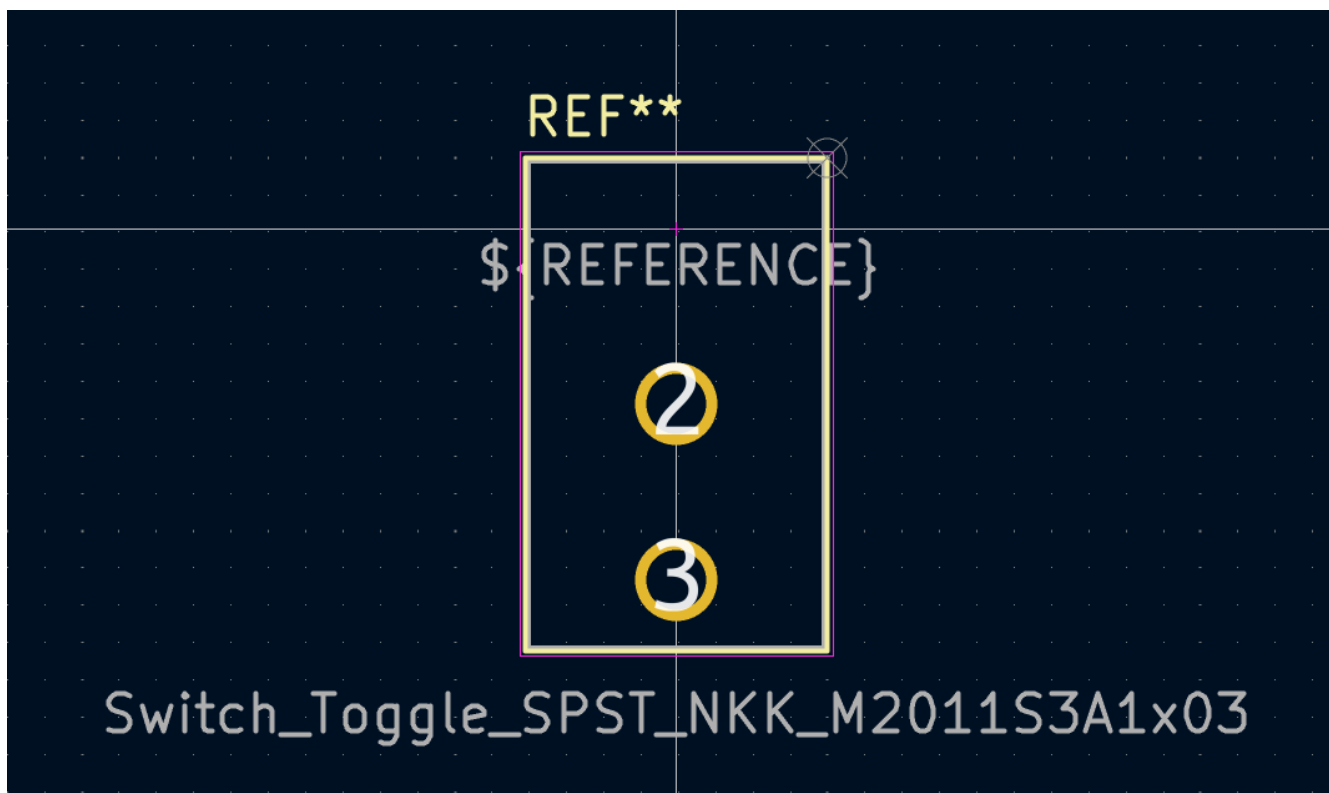 REF**
${REFERENCE}
2
3
Switch_Toggle_SPST_NKK_M2011S3A1x03